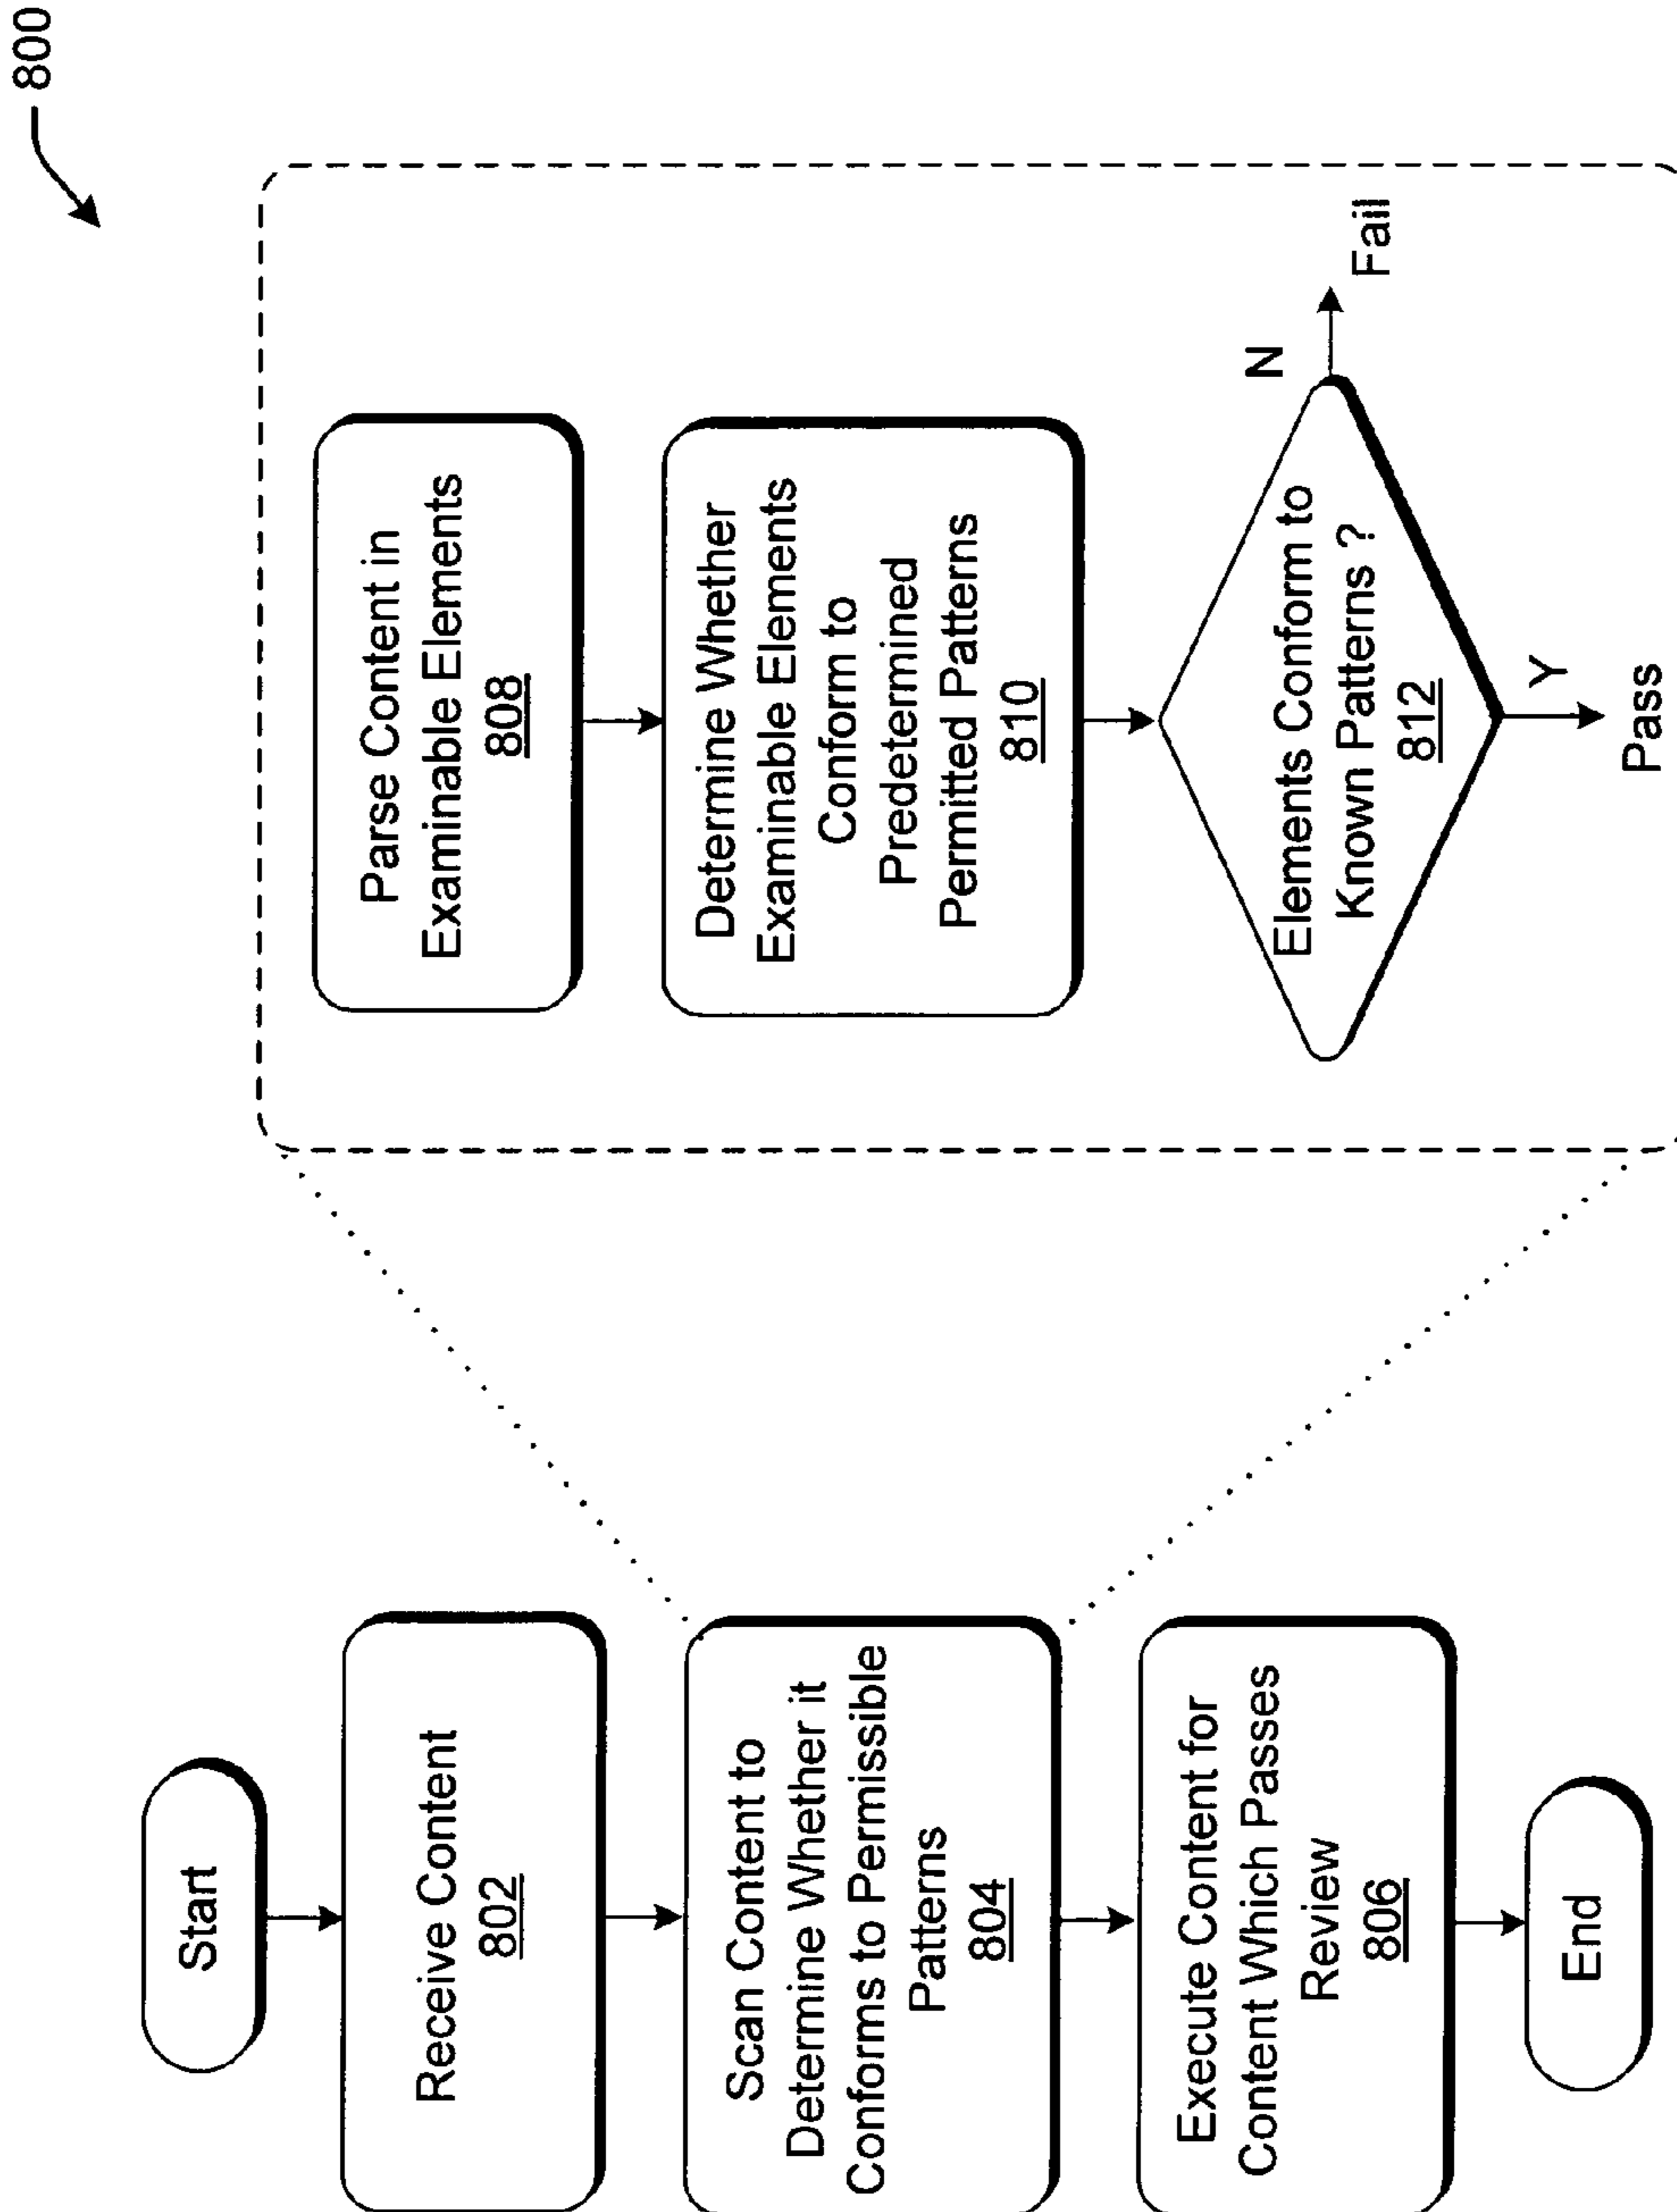 800
Start
Receive Content
802
Scan Content to
Determine Whether it
Conforms to Permissible
Patterns
804
Execute Content for
Content Which Passes
Review
806
End
Parse Content in
Examinable Elements
808
Determine Whether
Examinable Elements
Conform to
Predetermined
Permitted Patterns
810
Elements Conform to
Known Patterns ?
812
N
Fail
Y
Pass